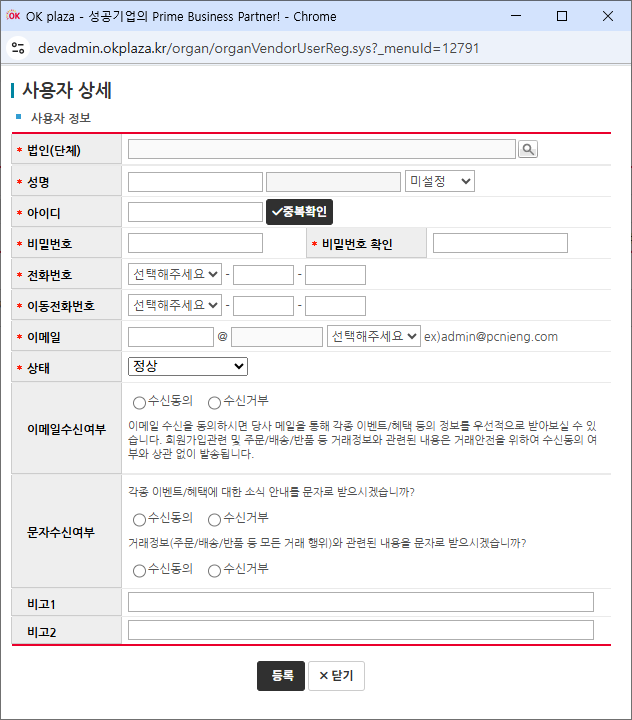 OK plaza - 성공기업의 Prime Business Partner! - Chrome
devadmin.okplaza.kr/organ/organVendorUserReg.sys?_menuId=12791
사용자 상세
사용자 정보
* 법인(단체)
* 성명 미설정
* 아이디 중복확인
* 비밀번호 * 비밀번호 확인
* 전화번호 선택해주세요 - -
* 이동전화번호 선택해주세요 - -
* 이메일 @ 선택해주세요 ex)admin@pcnieng.com
* 상태 정상
이메일수신여부
수신동의 수신거부
이메일 수신을 동의하시면 당사 메일을 통해 각종 이벤트/혜택 등의 정보를 우선적으로 받아보실 수 있
습니다. 회원가입관련 및 주문/배송/반품 등 거래정보와 관련된 내용은 거래안전을 위하여 수신동의 여
부와 상관 없이 발송됩니다.
문자수신여부
각종 이벤트/혜택에 대한 소식 안내를 문자로 받으시겠습니까?
수신동의 수신거부
거래정보(주문/배송/반품 등 모든 거래 행위)와 관련된 내용을 문자로 받으시겠습니까?
수신동의 수신거부
비고1
비고2
등록 × 닫기